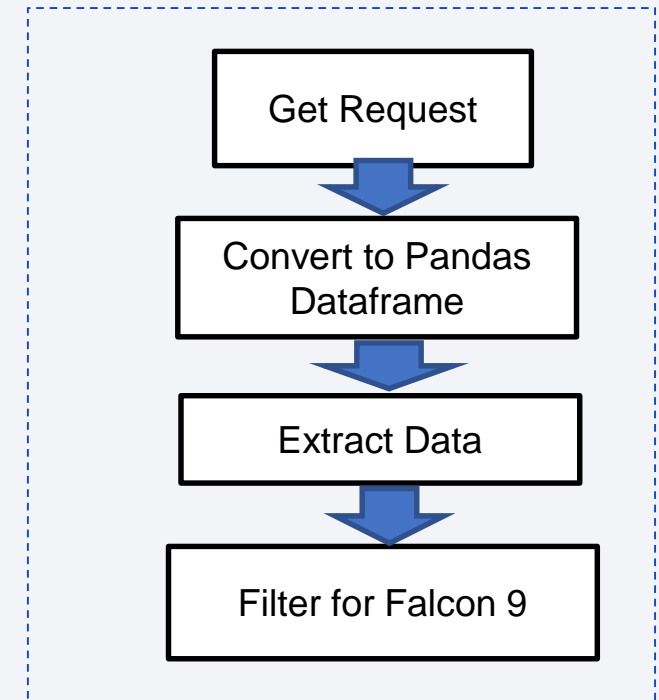 Get Request
Convert to Pandas
Dataframe
Extract Data
Filter for Falcon 9